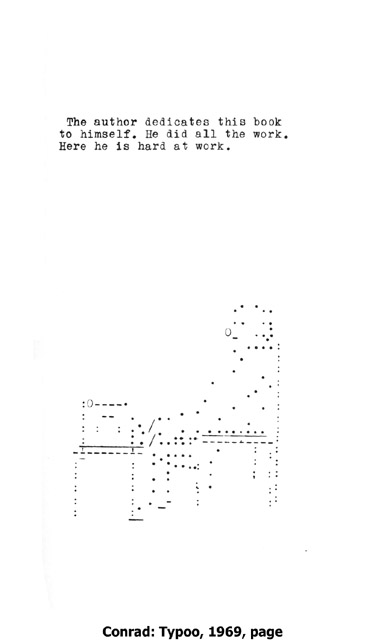 The author dedicates this book
to himself. He did all the work.
Here he is hard at work.
Conrad: Typoo, 1969, page